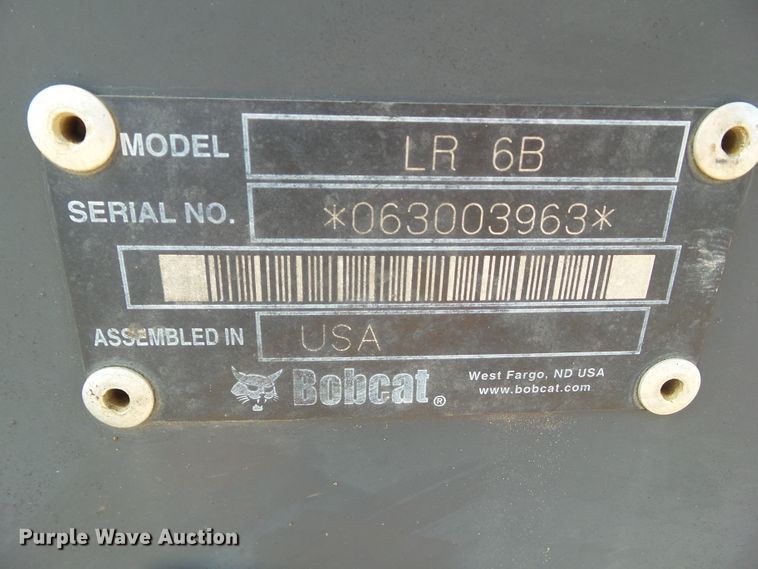 MODEL LR 6B
SERIAL NO. *063003963*
ASSEMBLED IN USA
Bobcat ® West Fargo, ND USA
www.bobcat.com
Purple Wave Auction